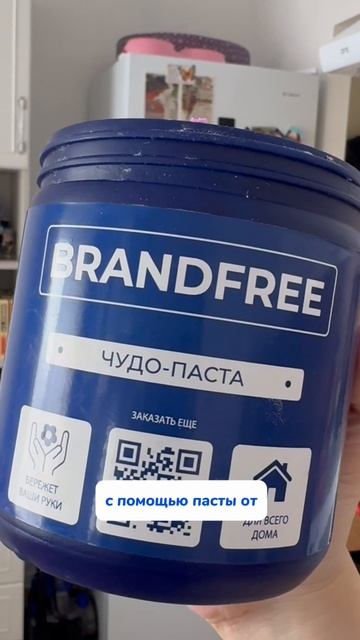 BRANDFREE
ЧУДО-ПАСТА
ЗАКАЗАТЬ ЕЩЕ
БЕРЕЖЕТ
ВАШИ РУКИ
с помощью пасты от
ДЛЯ ВСЕГО
ДОМА